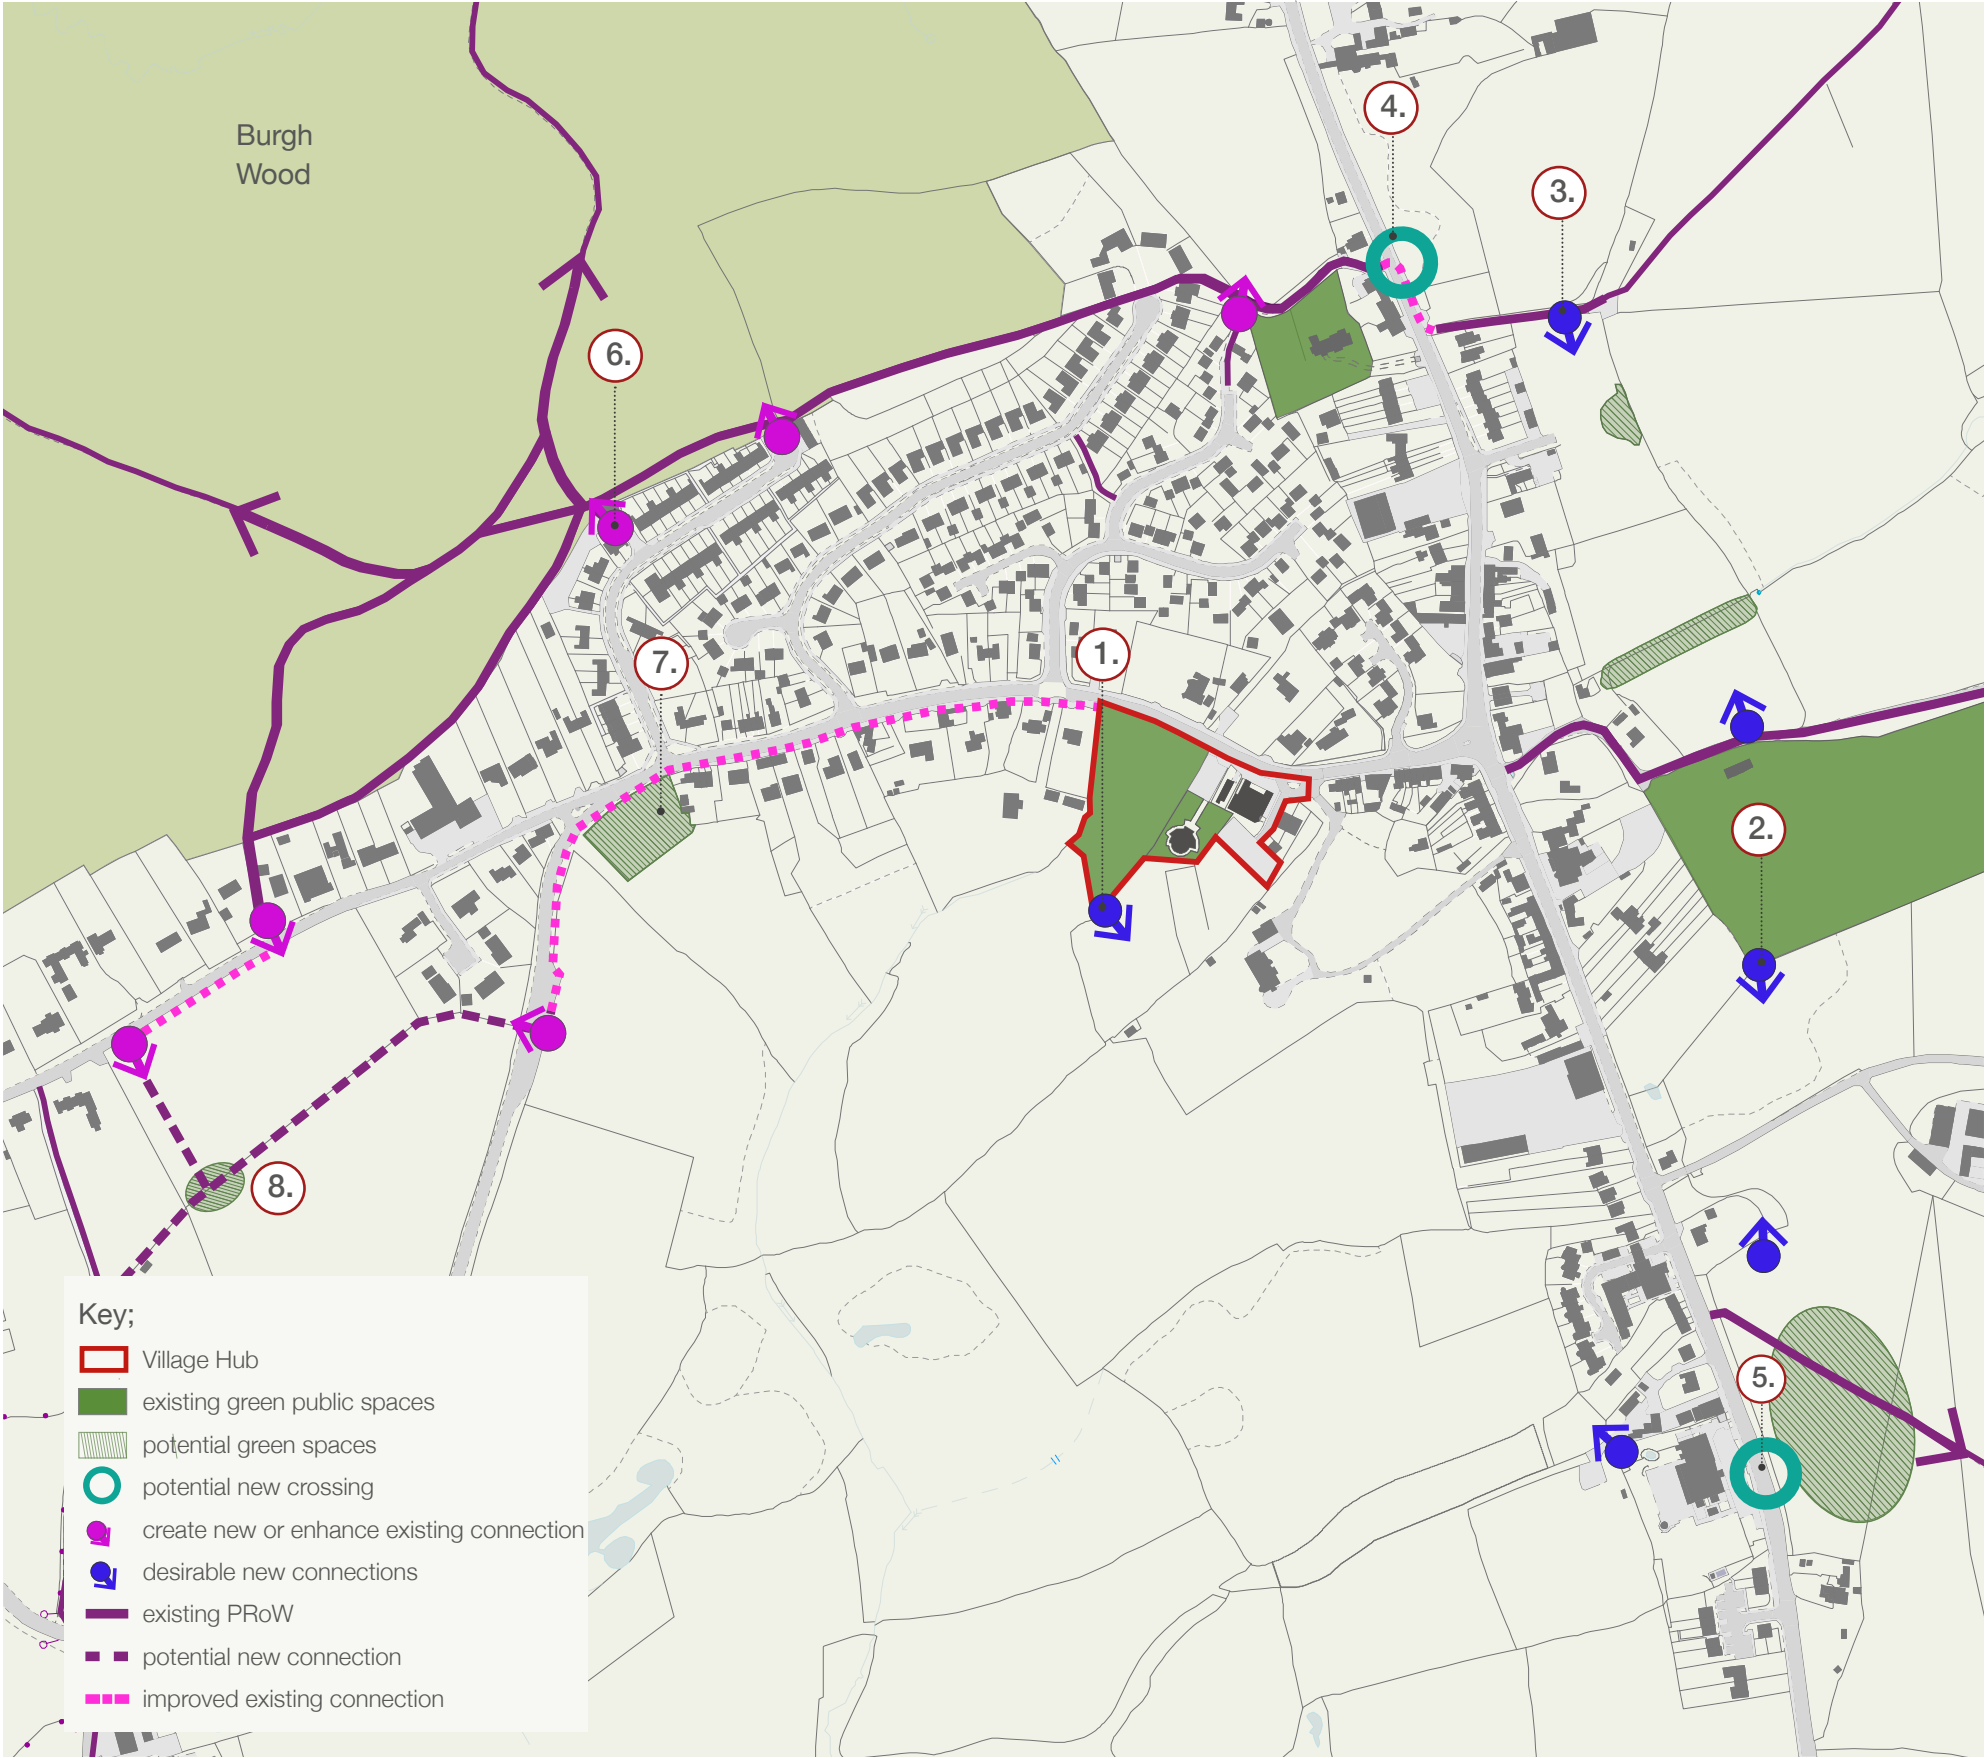 Burgh
Wood
4.
3.
6.
7.
1.
2.
8.
5.
Key;
Village Hub
existing green public spaces
potential green spaces
potential new crossing
create new or enhance existing connection
desirable new connections
existing PRoW
potential new connection
improved existing connection